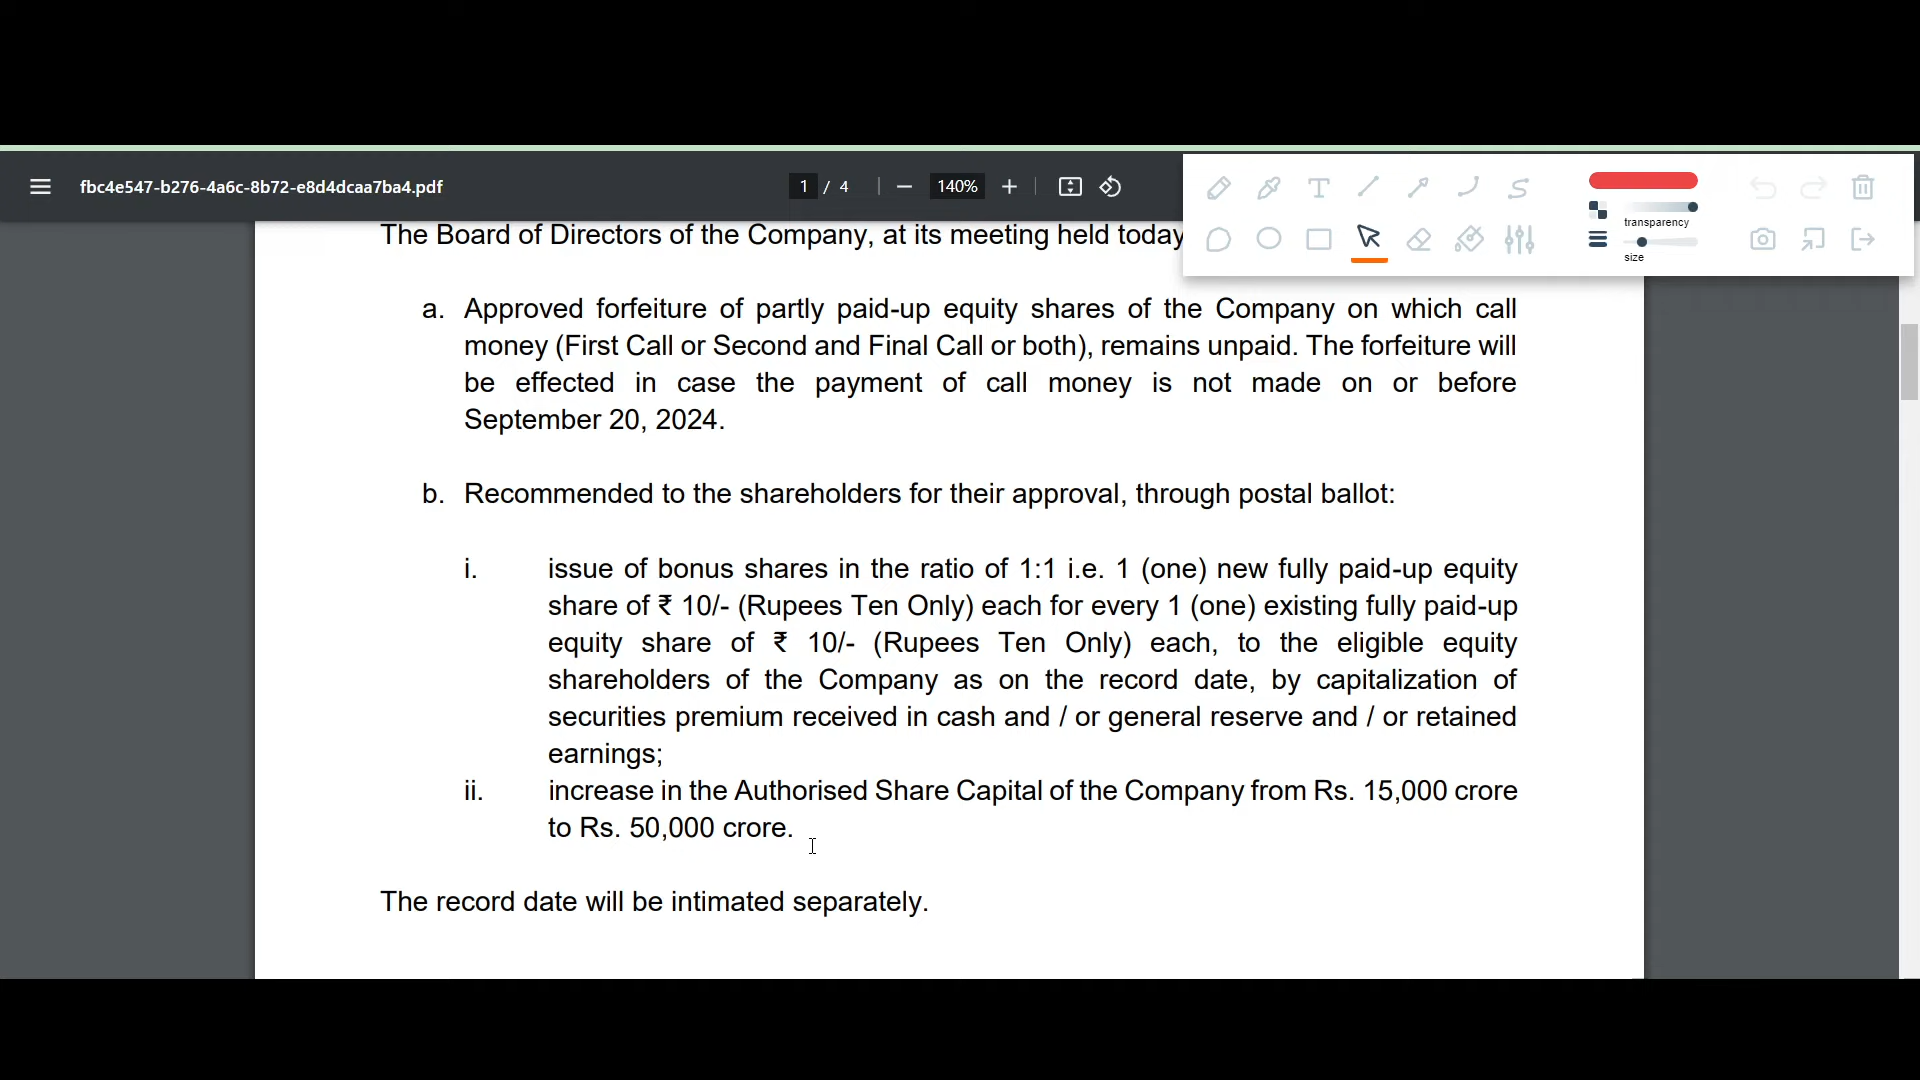 fbc4e547-b276-4a6c-8b72-e8d4dcaa7ba4.pdf
1 / 4
140%
transparency
size
The Board of Directors of the Company, at its meeting held today
a. Approved forfeiture of partly paid-up equity shares of the Company on which call
money (First Call or Second and Final Call or both), remains unpaid. The forfeiture will
be effected in case the payment of call money is not made on or before
September 20, 2024.
b. Recommended to the shareholders for their approval, through postal ballot:
i. issue of bonus shares in the ratio of 1:1 i.e. 1 (one) new fully paid-up equity
share of ₹ 10/- (Rupees Ten Only) each for every 1 (one) existing fully paid-up
equity share of ₹ 10/- (Rupees Ten Only) each, to the eligible equity
shareholders of the Company as on the record date, by capitalization of
securities premium received in cash and / or general reserve and / or retained
earnings;
ii. increase in the Authorised Share Capital of the Company from Rs. 15,000 crore
to Rs. 50,000 crore.
The record date will be intimated separately.